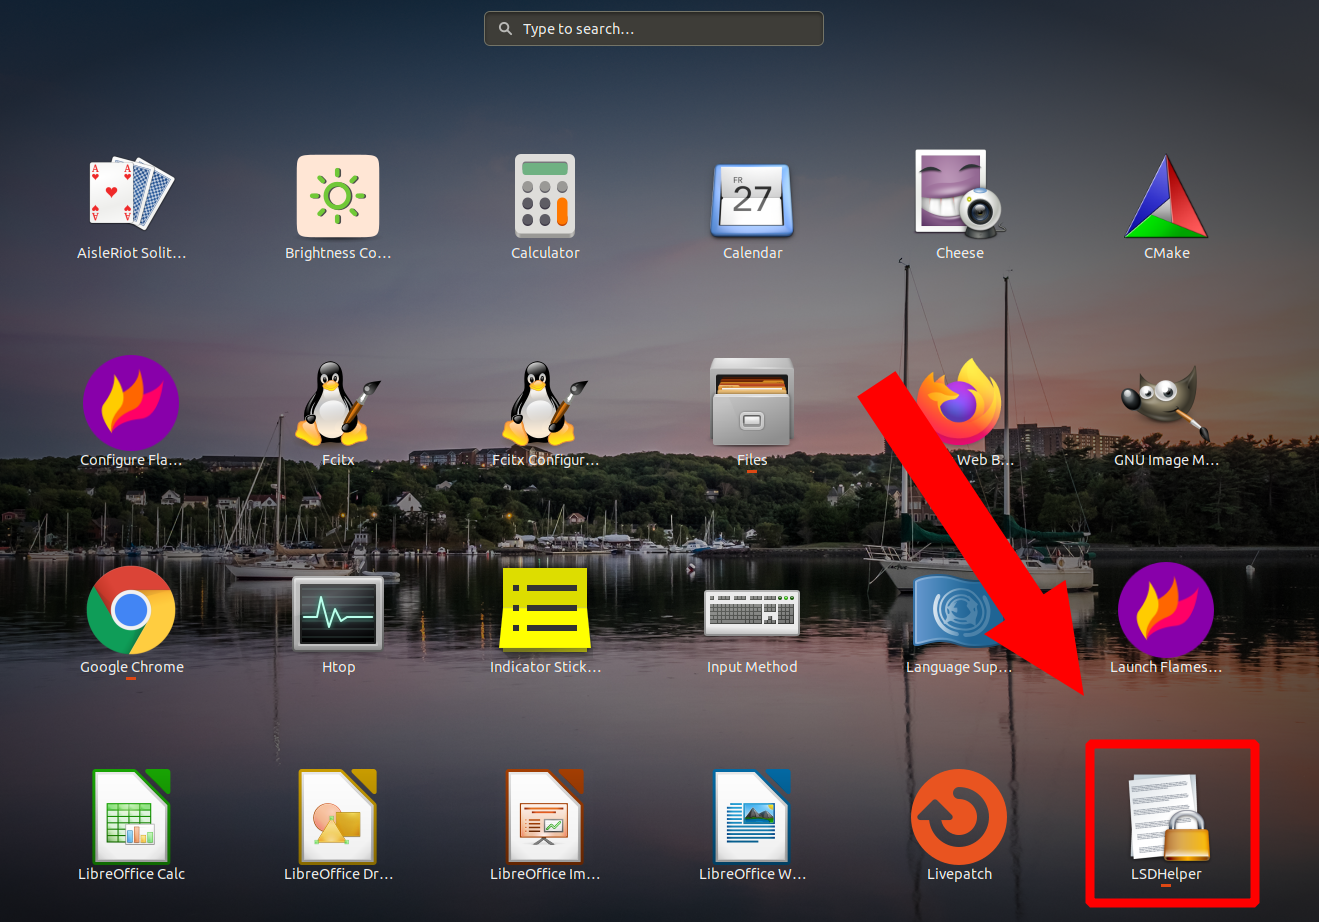 Type to search...
AisleRiot Solit...
Brightness Co...
Calculator
FR
27
Calendar
Cheese
CMake
Configure Fla...
Fcitx
Fcitx Configur...
Files
Web B...
GNU Image M...
Google Chrome
Htop
Indicator Stick...
Input Method
Language Sup...
Launch Flames...
LibreOffice Calc
LibreOffice Dr...
LibreOffice Im...
LibreOffice W...
Livepatch
LSDHelper